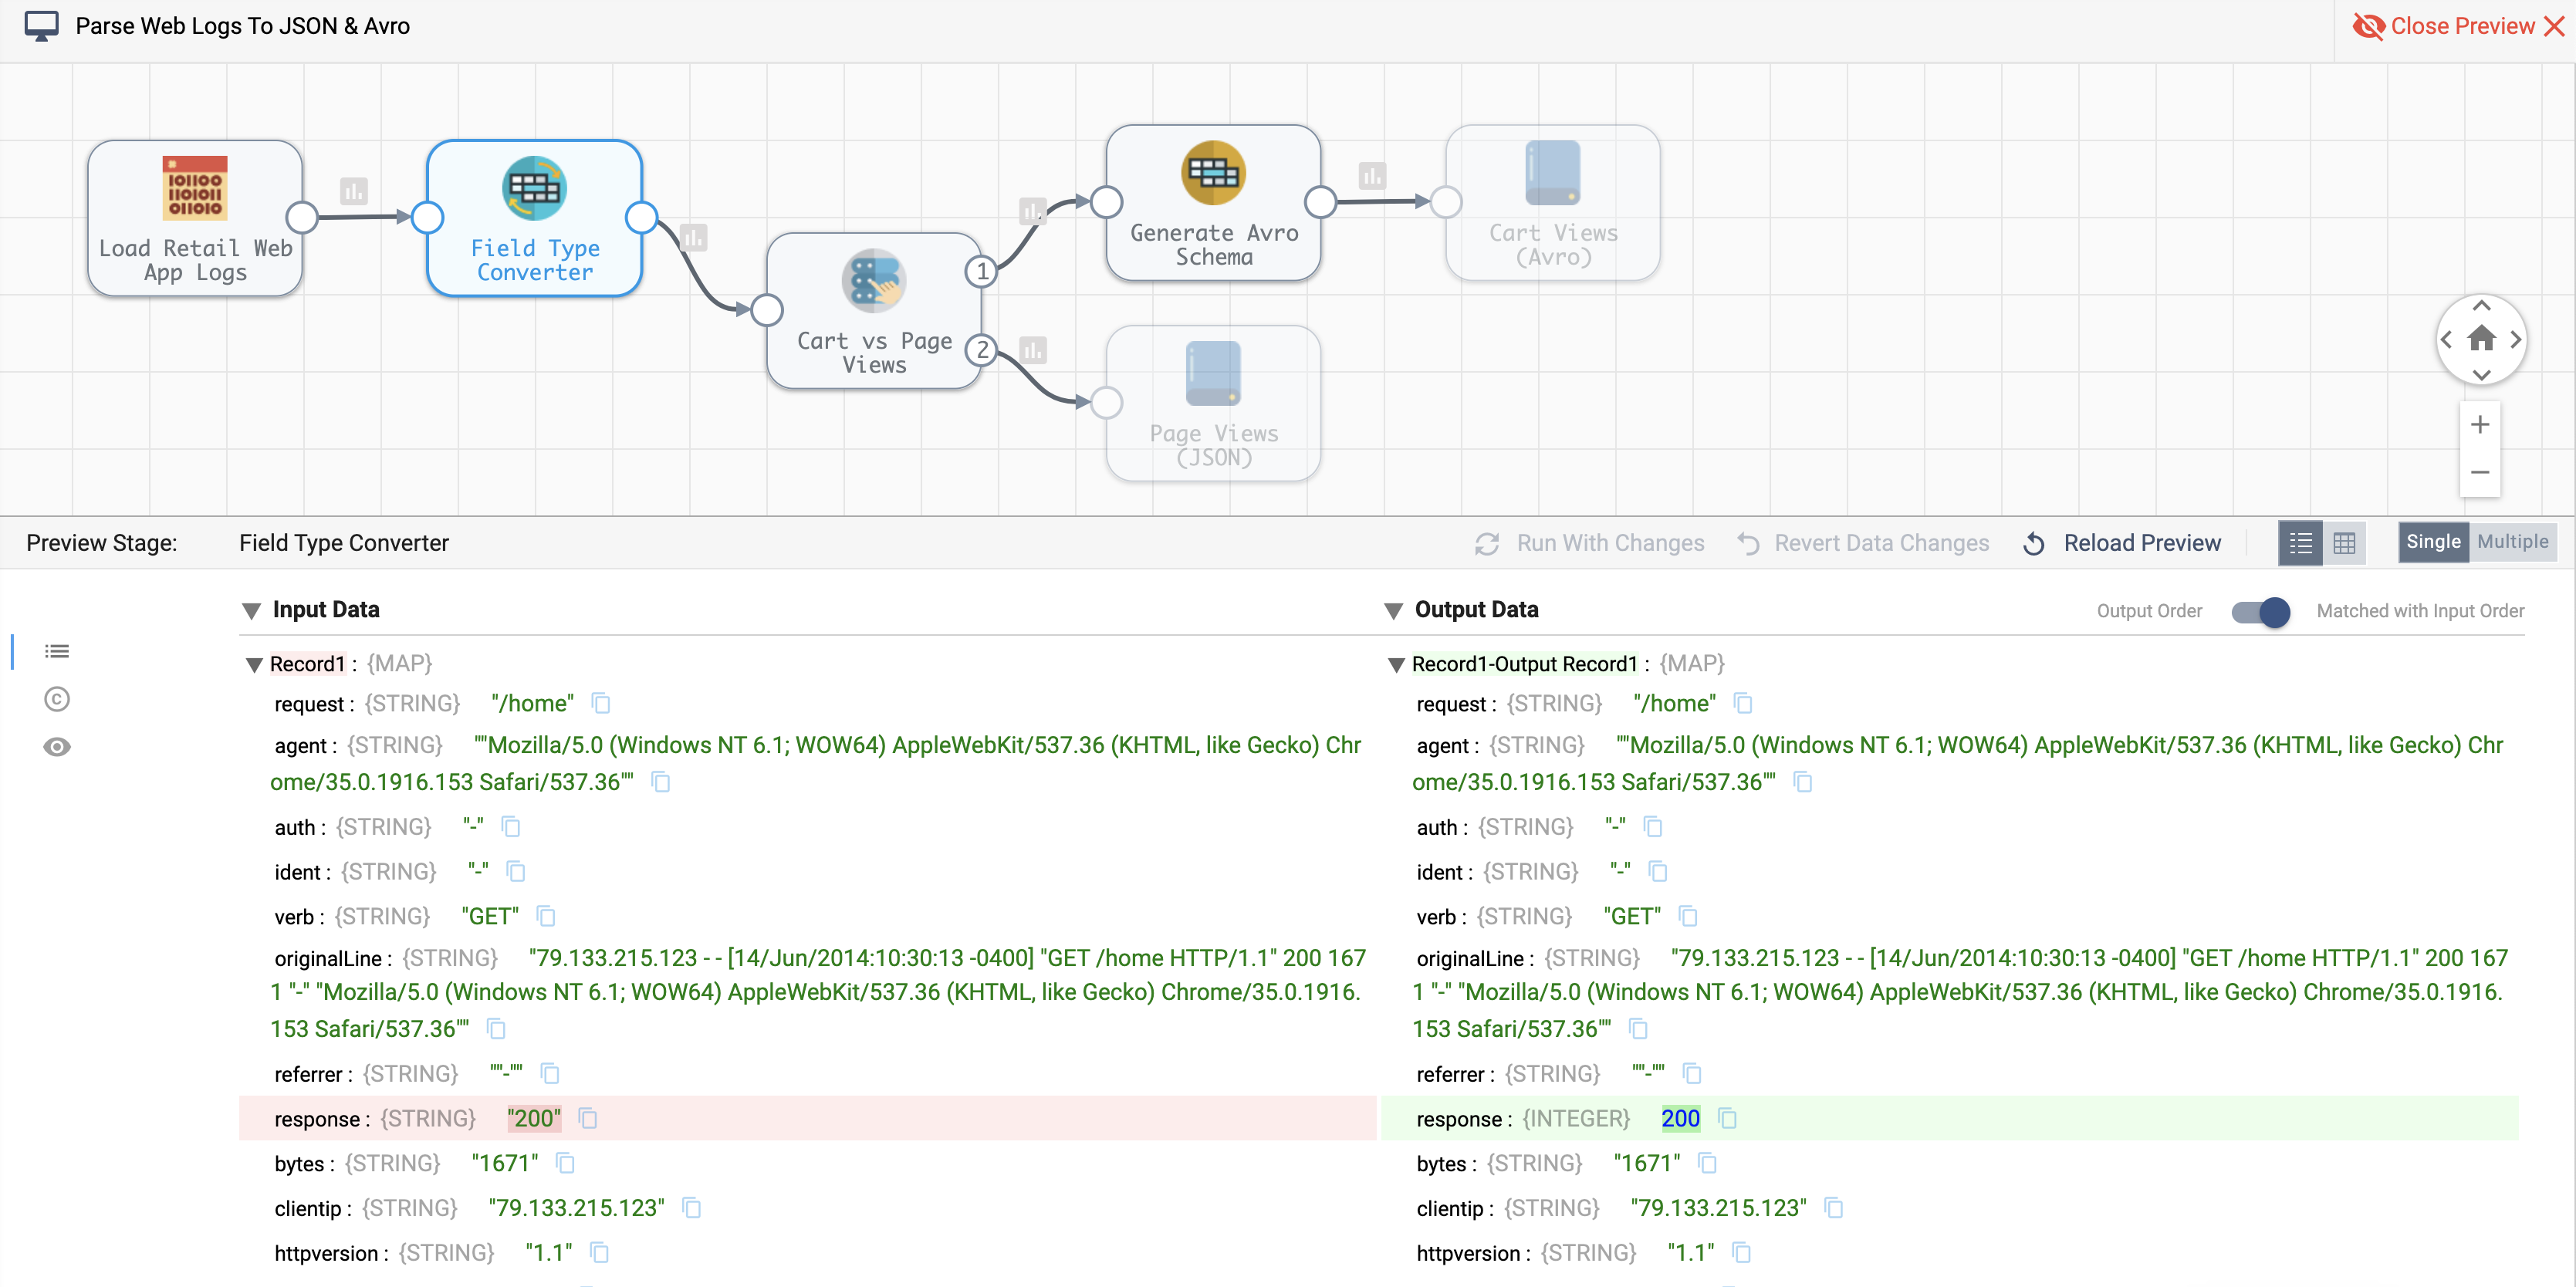 Parse Web Logs To JSON & Avro
Close Preview
101100
110101
011010
Load Retail Web
App Logs
Field Type
Converter
Cart vs Page
Views
1
2
Generate Avro
Schema
Cart Views
(Avro)
Page Views
(JSON)
Preview Stage:
Field Type Converter
Run With Changes
Revert Data Changes
Reload Preview
Single
Multiple
Input Data
Record1 : {MAP}
request : {STRING} "/home"
agent : {STRING} ""Mozilla/5.0 (Windows NT 6.1; WOW64) AppleWebKit/537.36 (KHTML, like Gecko) Chr
ome/35.0.1916.153 Safari/537.36""
auth : {STRING} "-"
ident : {STRING} "-"
verb : {STRING} "GET"
originalLine : {STRING} "79.133.215.123 - - [14/Jun/2014:10:30:13 -0400] "GET /home HTTP/1.1" 200 167
1 "-" "Mozilla/5.0 (Windows NT 6.1; WOW64) AppleWebKit/537.36 (KHTML, like Gecko) Chrome/35.0.1916.
153 Safari/537.36""
referrer : {STRING} ""-""
response : {STRING} "200"
bytes : {STRING} "1671"
clientip : {STRING} "79.133.215.123"
httpversion : {STRING} "1.1"
Output Data
Output Order
Matched with Input Order
Record1-Output Record1 : {MAP}
request : {STRING} "/home"
agent : {STRING} ""Mozilla/5.0 (Windows NT 6.1; WOW64) AppleWebKit/537.36 (KHTML, like Gecko) Chr
ome/35.0.1916.153 Safari/537.36""
auth : {STRING} "-"
ident : {STRING} "-"
verb : {STRING} "GET"
originalLine : {STRING} "79.133.215.123 - - [14/Jun/2014:10:30:13 -0400] "GET /home HTTP/1.1" 200 167
1 "-" "Mozilla/5.0 (Windows NT 6.1; WOW64) AppleWebKit/537.36 (KHTML, like Gecko) Chrome/35.0.1916.
153 Safari/537.36""
referrer : {STRING} ""-""
response : {INTEGER} 200
bytes : {STRING} "1671"
clientip : {STRING} "79.133.215.123"
httpversion : {STRING} "1.1"